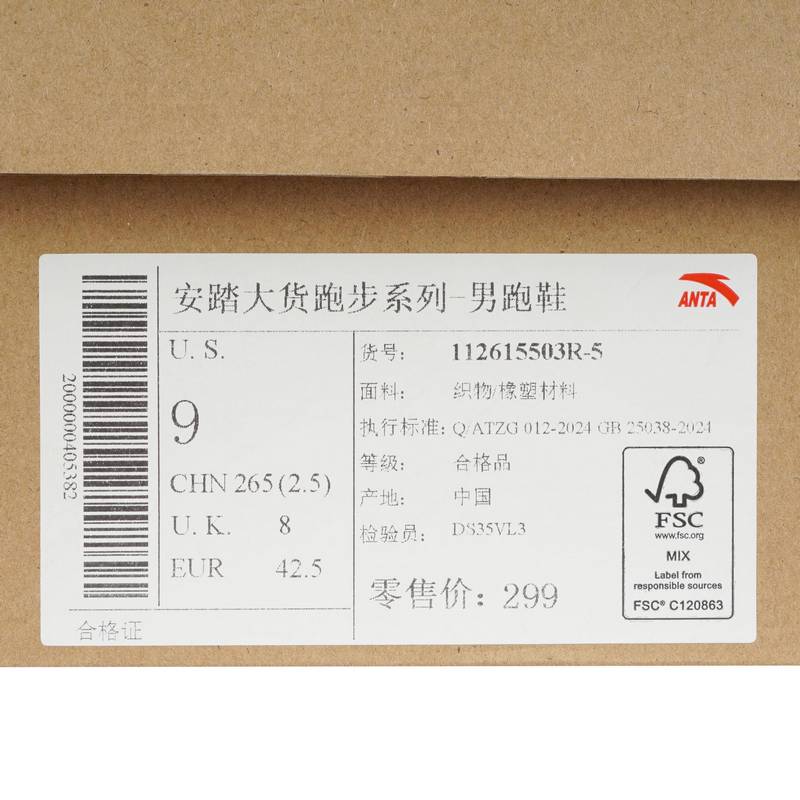 安踏大货跑步系列-男跑鞋
ANTA
2000000405382
合格证
U. S.
9
CHN 265(2.5)
U. K. 8
EUR 42.5
货号: 112615503R-5
面料: 织物/橡塑材料
执行标准: Q/ATZG 012-2024 GB 25038-2024
等级: 合格品
产地: 中国
检验员: DS35VL3
零售价: 299
®
FSC
www.fsc.org
MIX
Label from
responsible sources
FSC® C120863